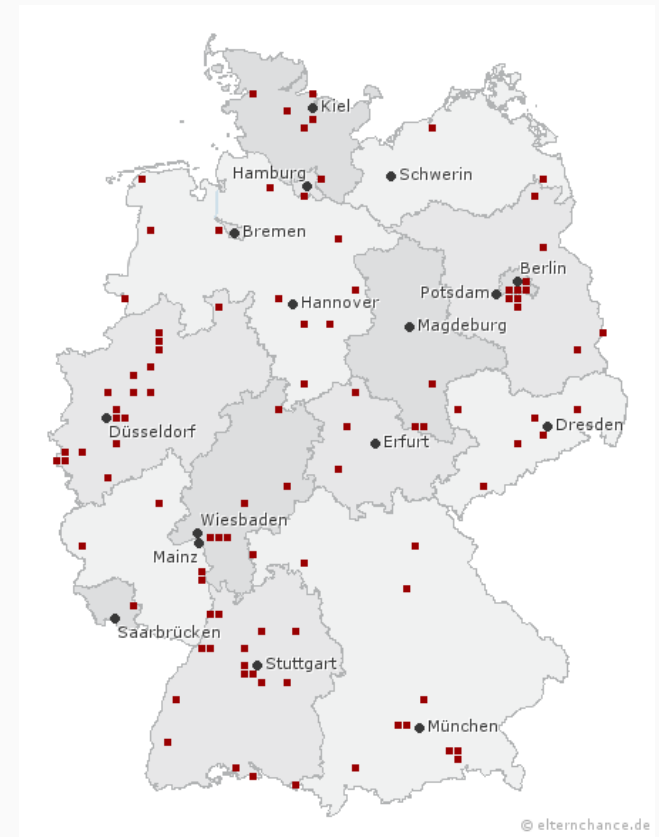 Kiel
Hamburg
Schwerin
Bremen
Berlin
Potsdam
Hannover
Magdeburg
Düsseldorf
Dresden
Erfurt
Wiesbaden
Mainz
Saarbrücken
Stuttgart
München
© elternchance.de